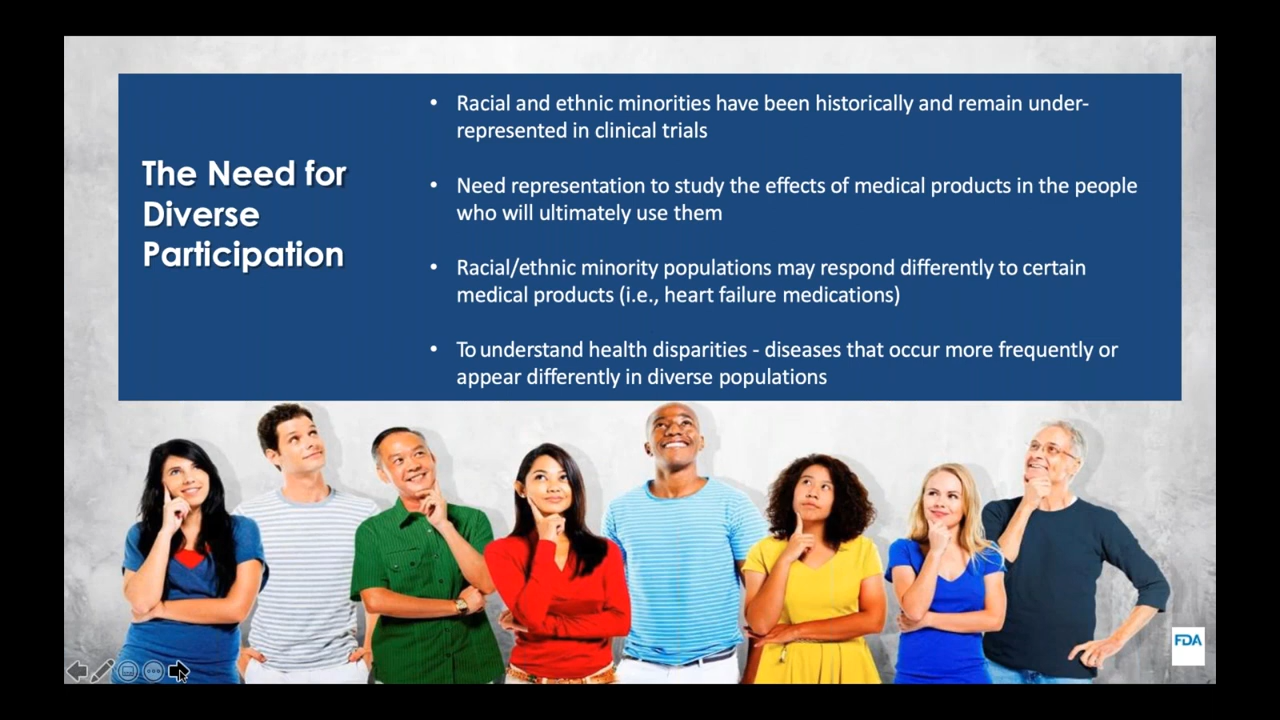 The Need for
Diverse
Participation
• Racial and ethnic minorities have been historically and remain under-
represented in clinical trials
• Need representation to study the effects of medical products in the people
who will ultimately use them
• Racial/ethnic minority populations may respond differently to certain
medical products (i.e., heart failure medications)
• To understand health disparities - diseases that occur more frequently or
appear differently in diverse populations
FDA